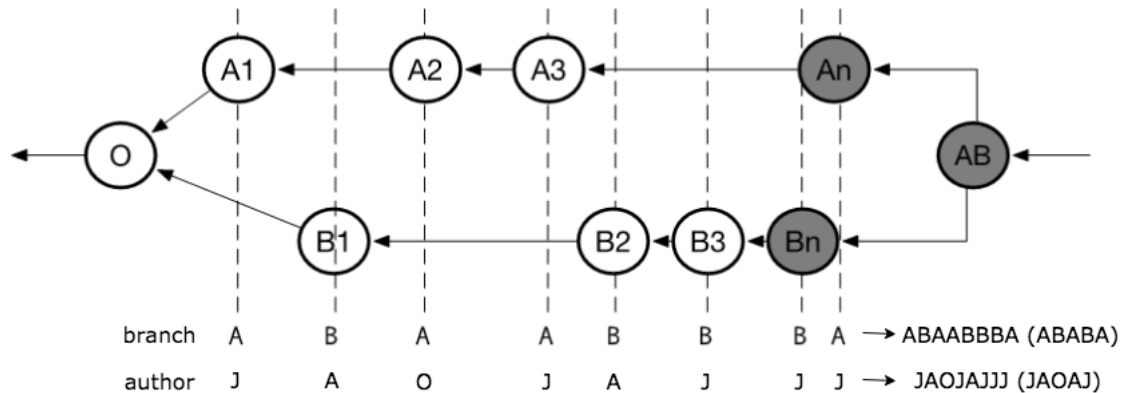 A1 A2 A3 An
O AB
B1 B2 B3 Bn
branch A B A A B B B A ABAABBBA (ABABA)
author J A O J A J J J JAOJAJJJ (JAOAJ)